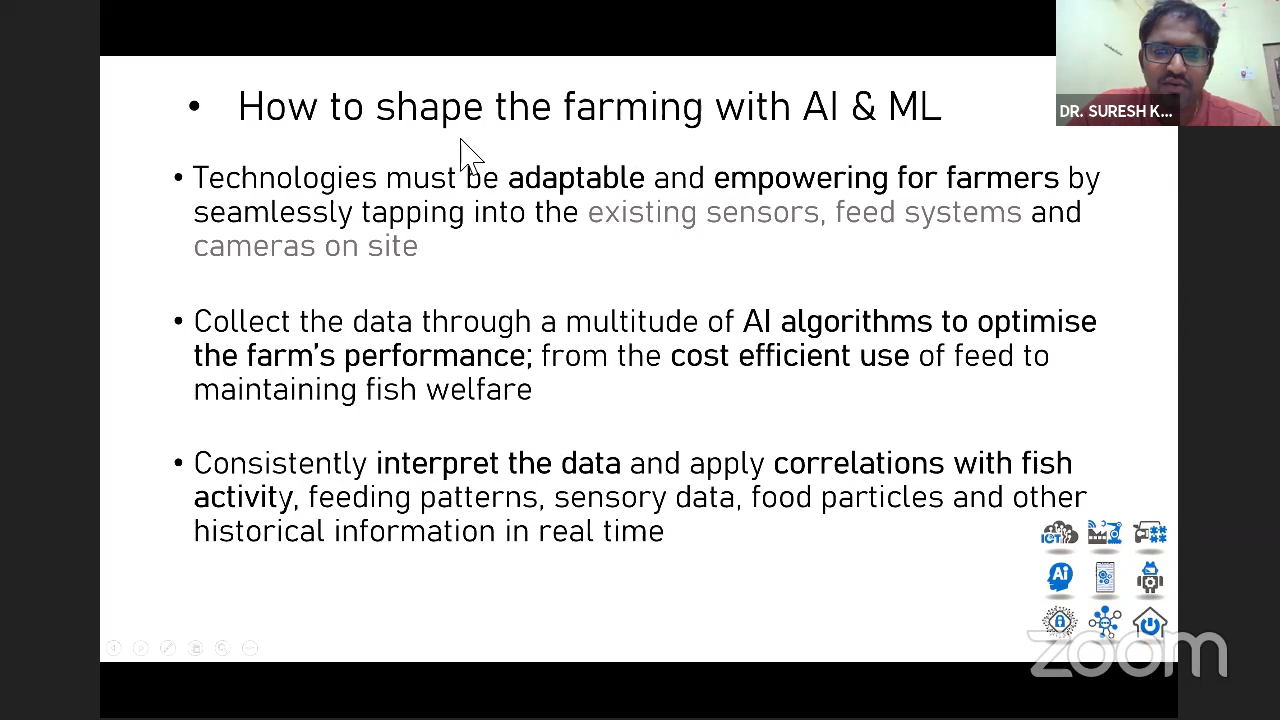 • How to shape the farming with AI & ML
DR. SURESH K...
• Technologies must be adaptable and empowering for farmers by
seamlessly tapping into the existing sensors, feed systems and
cameras on site
• Collect the data through a multitude of AI algorithms to optimise
the farm's performance; from the cost efficient use of feed to
maintaining fish welfare
• Consistently interpret the data and apply correlations with fish
activity, feeding patterns, sensory data, food particles and other
historical information in real time
ICT
Ai
zoom